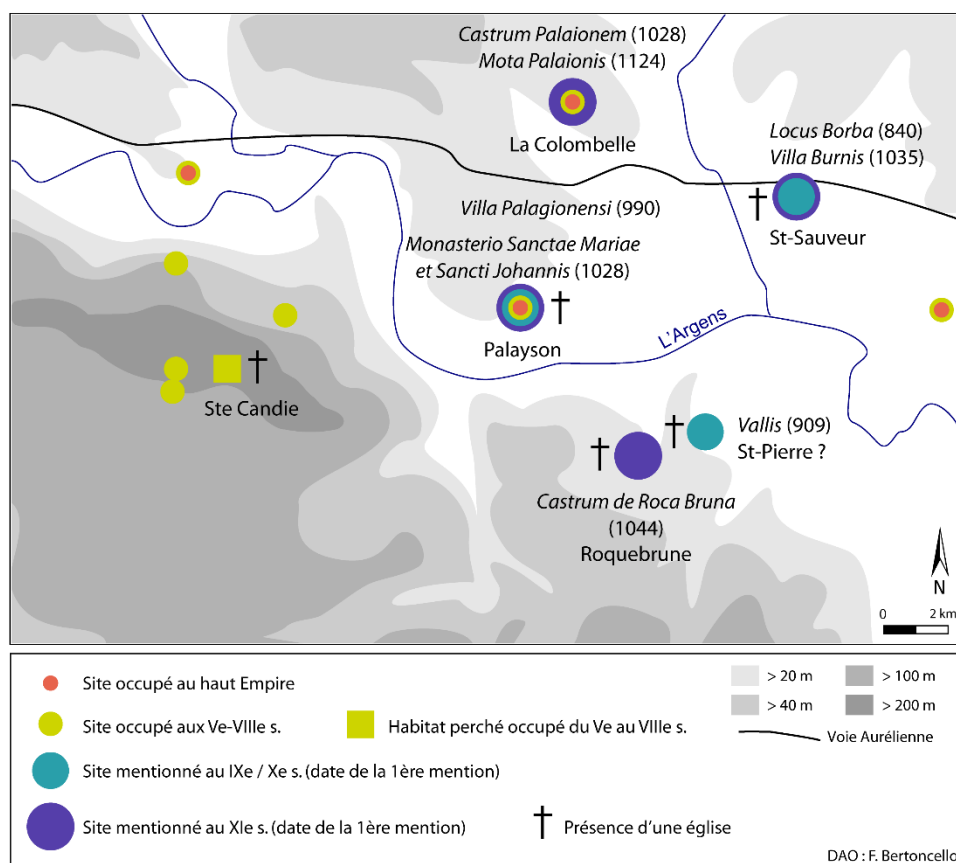 Castrum Palaionem (1028)
Mota Palaionis (1124)
La Colombelle
Locus Borba (840)
Villa Burnis (1035)
St-Sauveur
Villa Palagionensi (990)
Monasterio Sanctae Mariae
et Sancti Johannis (1028)
Palayson
L'Argens
Ste Candie
Vallis (909)
St-Pierre ?
Castrum de Roca Bruna
(1044)
Roquebrune
N
0 2 km
Site occupé au haut Empire
Site occupé aux Ve-VIIIe s.
Habitat perché occupé du Ve au VIIIe s.
Site mentionné au IXe / Xe s. (date de la 1ère mention)
Site mentionné au XIe s. (date de la 1ère mention)
Présence d'une église
> 20 m
> 100 m
> 40 m
> 200 m
Voie Aurélienne
DAO : F. Bertoncello